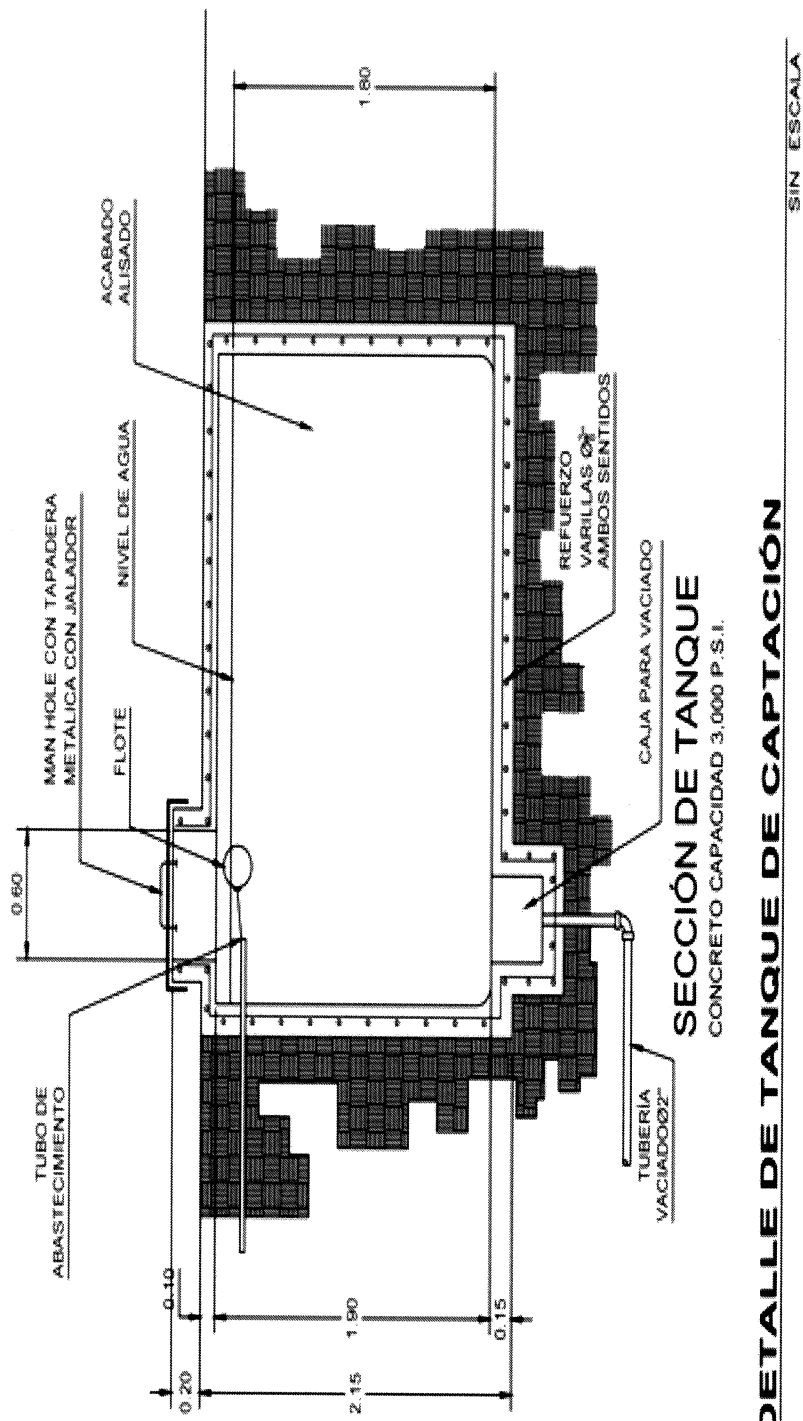 0.60
MAN HOLE CON TAPADERA
METÁLICA CON JALADOR
FLOTE
NIVEL DE AGUA
ACABADO
ALISADO
TUBO DE
ABASTECIMIENTO
0.20
0.10
1.90
2.15
0.15
1.80
REFUERZO
VARILLAS
AMBOS SENTIDOS
CAJA PARA VACIADO
TUBERÍA
VACIADOØ2"
SECCIÓN DE TANQUE
CONCRETO CAPACIDAD 3.000 P.S.I.
DETALLE DE TANQUE DE CAPTACIÓN
SIN ESCALA